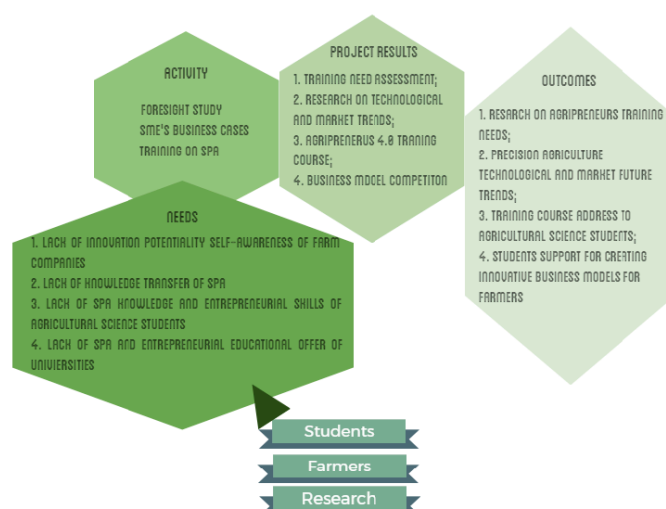 ACTIVITY
FORESIGHT STUDY
SME'S BUSINESS CASES
TRAINING ON SPA
PROJECT RESULTS
1. TRAINING NEED ASSESSMENT;
2. RESEARCH ON TECHNOLOGICAL
AND MARKET TRENDS;
3. AGRIPRENERUS 4.0 TRANING
COURSE;
4. BUSINESS MODEL COMPETITON
OUTCOMES
1. RESARCH ON AGRIPRENEURS TRAINING
NEEDS;
2. PRECISION AGRICULTURE
TECHNOLOGICAL AND MARKET FUTURE
TRENDS;
3. TRAINING COURSE ADDRESS TO
AGRICULTURAL SCIENCE STUDENTS;
4. STUDENTS SUPPORT FOR CREATING
INNOVATIVE BUSINESS MODELS FOR
FARMERS
NEEDS
1. LACK OF INNOVATION POTENTIALITY SELF-AWARENESS OF FARM
COMPANIES
2. LACK OF KNOWLEDGE TRANSFER OF SPA
3. LACK OF SPA KNOWLEDGE AND ENTREPRENEURIAL SKILLS OF
AGRICULTURAL SCIENCE STUDENTS
4. LACK OF SPA AND ENTREPRENEURIAL EDUCATIONAL OFFER OF
UNIVIERSITIES
Students
Farmers
Research